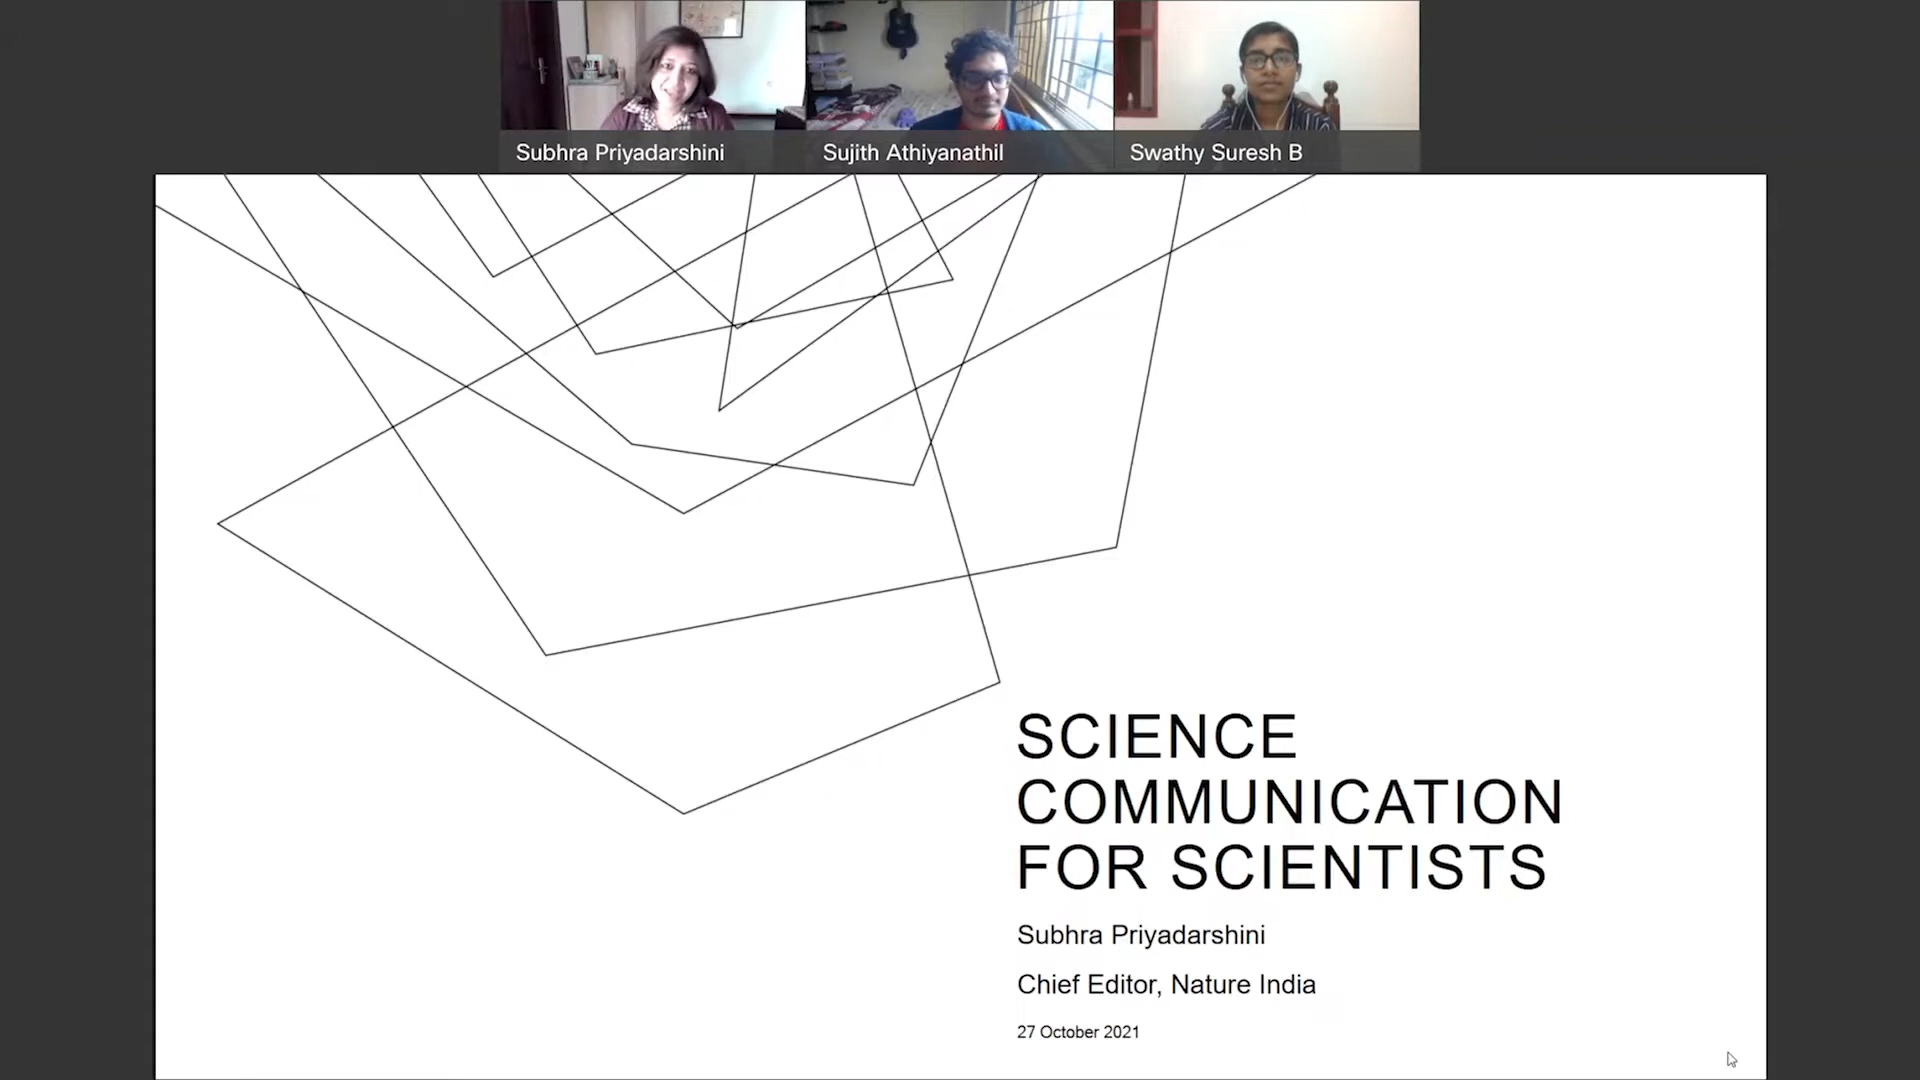 Subhra Priyadarshini
Sujith Athiyanathil
Swathy Suresh B
SCIENCE
COMMUNICATION
FOR SCIENTISTS
Subhra Priyadarshini
Chief Editor, Nature India
27 October 2021